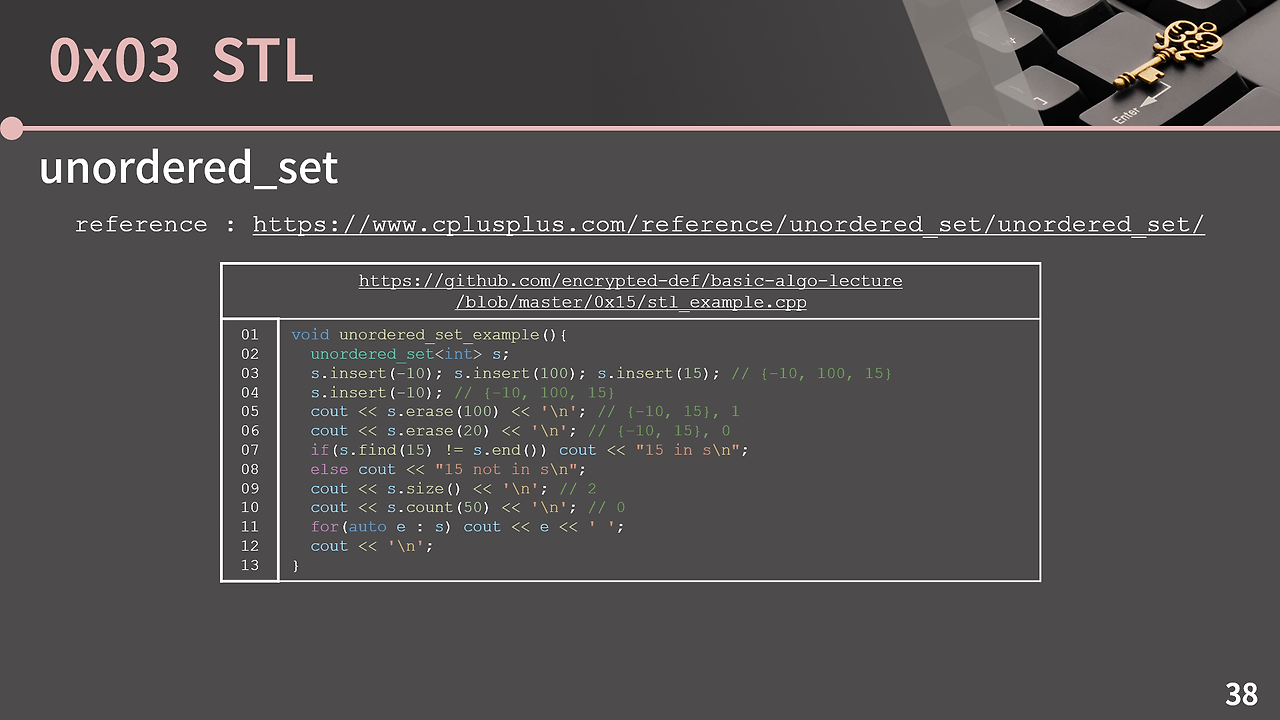 0x03 STL
Enter
unordered_set
reference : https://www.cplusplus.com/reference/unordered_set/unordered_set/
https://github.com/encrypted-def/basic-algo-lecture
/blob/master/0x15/stl_example.cpp
01 void unordered_set_example(){
02 unordered_set<int> s;
03 s.insert(-10); s.insert(100); s.insert(15); // {-10, 100, 15}
04 s.insert(-10); // {-10, 100, 15}
05 cout << s.erase(100) << '\n'; // {-10, 15}, 1
06 cout << s.erase(20) << '\n'; // {-10, 15}, 0
07 if(s.find(15) != s.end()) cout << "15 in s\n";
08 else cout << "15 not in s\n";
09 cout << s.size() << '\n'; // 2
10 cout << s.count(50) << '\n'; // 0
11 for(auto e : s) cout << e << ' ';
12 cout << '\n';
13 }
38